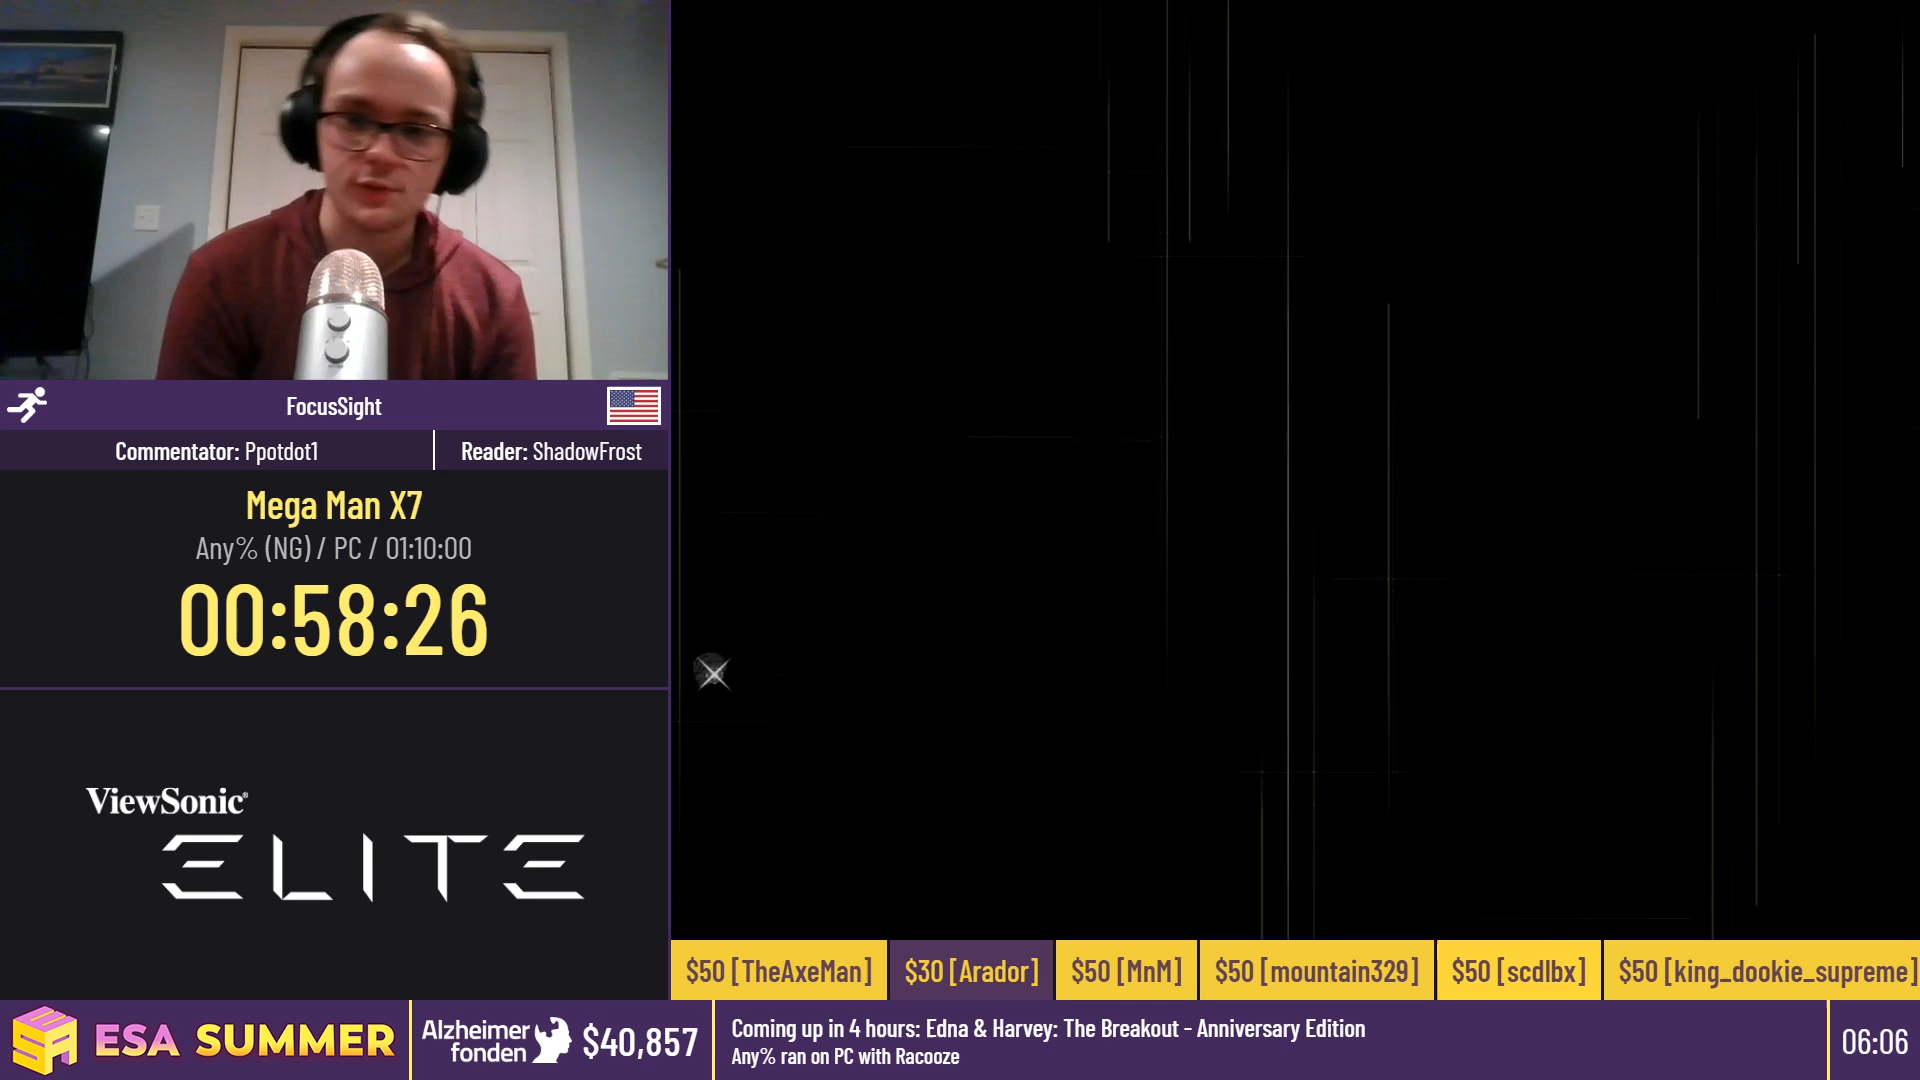 FocusSight
Commentator: Ppotdot1
Reader: ShadowFrost
Mega Man X7
Any% (NG) / PC / 01:10:00
00:58:26
ViewSonic®
ELITE
$50 [TheAxeMan]
$30 [Arador]
$50 [MnM]
$50 [mountain329]
$50 [scdlbx]
$50 [king_dookie_supreme]
ESA SUMMER
Alzheimer
fonden
$40,857
Coming up in 4 hours: Edna & Harvey: The Breakout - Anniversary Edition
Any% ran on PC with Racooze
06:06